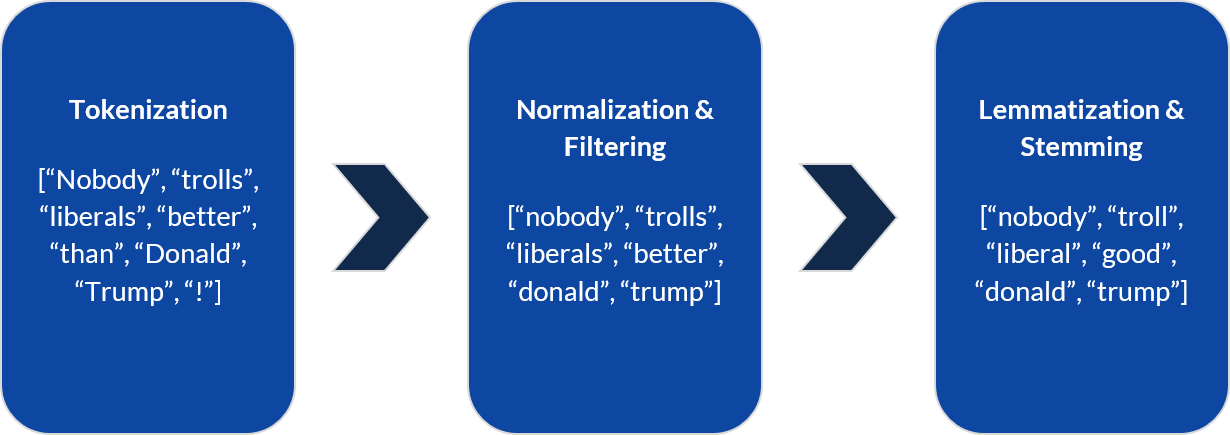 Tokenization
[“Nobody”, “trolls”,
“liberals”, “better”,
“than”, “Donald”,
“Trump”, “!”]
Normalization &
Filtering
[“nobody”, “trolls”,
“liberals”, “better”,
“donald”, “trump”]
Lemmatization &
Stemming
[“nobody”, “troll”,
“liberal”, “good”,
“donald”, “trump”]